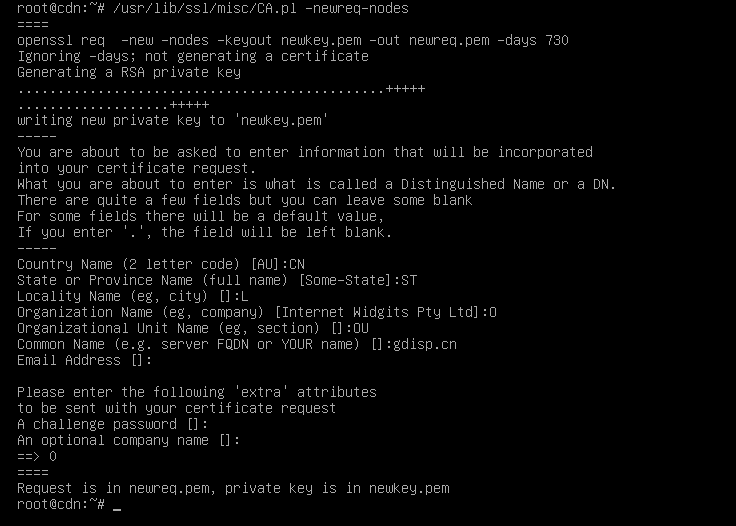 root@cdn:~# /usr/lib/ssl/misc/CA.pl -newreq-nodes
====
openssl req  -new -nodes -keyout newkey.pem -out newreq.pem -days 730
Ignoring -days; not generating a certificate
Generating a RSA private key
..............................................+++++
...................+++++
writing new private key to 'newkey.pem'
-----
You are about to be asked to enter information that will be incorporated
into your certificate request.
What you are about to enter is what is called a Distinguished Name or a DN.
There are quite a few fields but you can leave some blank
For some fields there will be a default value,
If you enter '.', the field will be left blank.
-----
Country Name (2 letter code) [AU]:CN
State or Province Name (full name) [Some-State]:ST
Locality Name (eg, city) []:L
Organization Name (eg, company) [Internet Widgits Pty Ltd]:O
Organizational Unit Name (eg, section) []:OU
Common Name (e.g. server FQDN or YOUR name) []:gdisp.cn
Email Address []:

Please enter the following 'extra' attributes
to be sent with your certificate request
A challenge password []:
An optional company name []:
==> 0
====
Request is in newreq.pem, private key is in newkey.pem
root@cdn:~# _